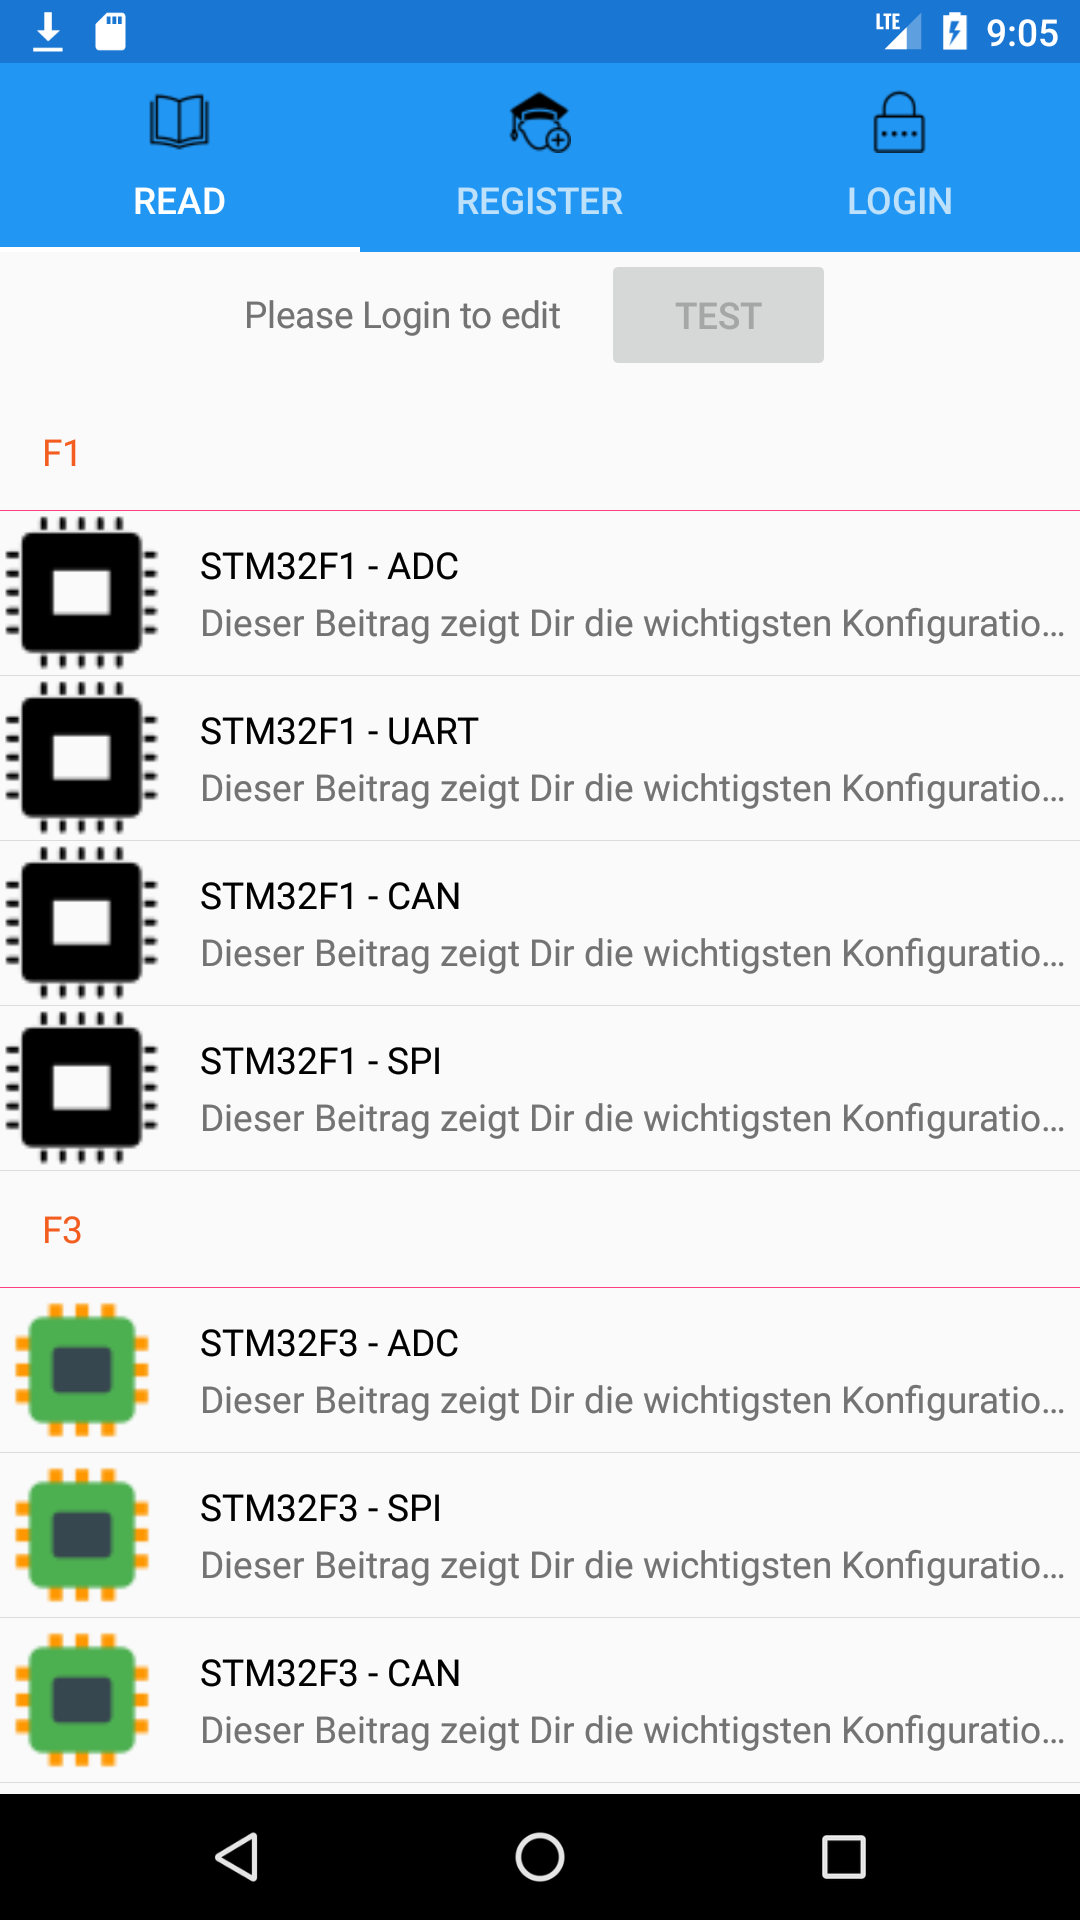 LTE 9:05
READ REGISTER LOGIN
Please Login to edit TEST
F1
STM32F1 - ADC
Dieser Beitrag zeigt Dir die wichtigsten Konfiguratio...
STM32F1 - UART
Dieser Beitrag zeigt Dir die wichtigsten Konfiguratio...
STM32F1 - CAN
Dieser Beitrag zeigt Dir die wichtigsten Konfiguratio...
STM32F1 - SPI
Dieser Beitrag zeigt Dir die wichtigsten Konfiguratio...
F3
STM32F3 - ADC
Dieser Beitrag zeigt Dir die wichtigsten Konfiguratio...
STM32F3 - SPI
Dieser Beitrag zeigt Dir die wichtigsten Konfiguratio...
STM32F3 - CAN
Dieser Beitrag zeigt Dir die wichtigsten Konfiguratio...